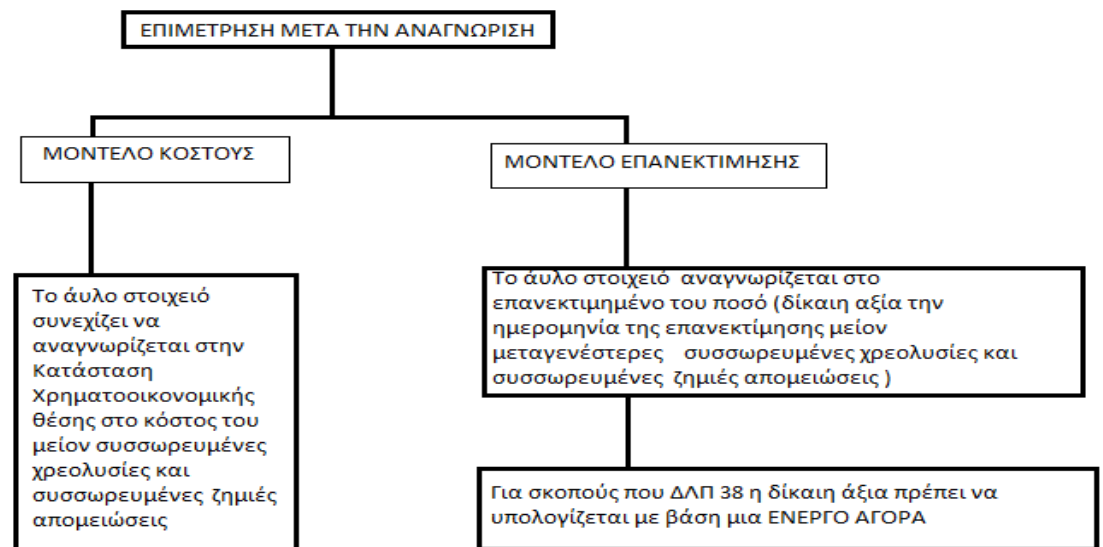 ΕΠΙΜΕΤΡΗΣΗ ΜΕΤΑ ΤΗΝ ΑΝΑΓΝΩΡΙΣΗ
ΜΟΝΤΕΛΟ ΚΟΣΤΟΥΣ
ΜΟΝΤΕΛΟ ΕΠΑΝΕΚΤΙΜΗΣΗΣ
Το άυλο στοιχειό
συνεχίζει να
αναγνωρίζεται στην
Κατάσταση
Χρηματοοικονομικής
θέσης στο κόστος του
μείον συσσωρευμένες
χρεολυσίες και
συσσωρευμένες ζημιές
απομειώσεις
Το άυλο στοιχειό αναγνωρίζεται στο
επανεκτιμημένο του ποσό (δίκαιη αξία την
ημερομηνία της επανεκτίμησης μείον
μεταγενέστερες συσσωρευμένες χρεολυσίες και
συσσωρευμένες ζημιές απομειώσεις )
Για σκοπούς που ΔΛΠ 38 η δίκαιη άξια πρέπει να
υπολογίζεται με βάση μια ΕΝΕΡΓΟ ΑΓΟΡΑ